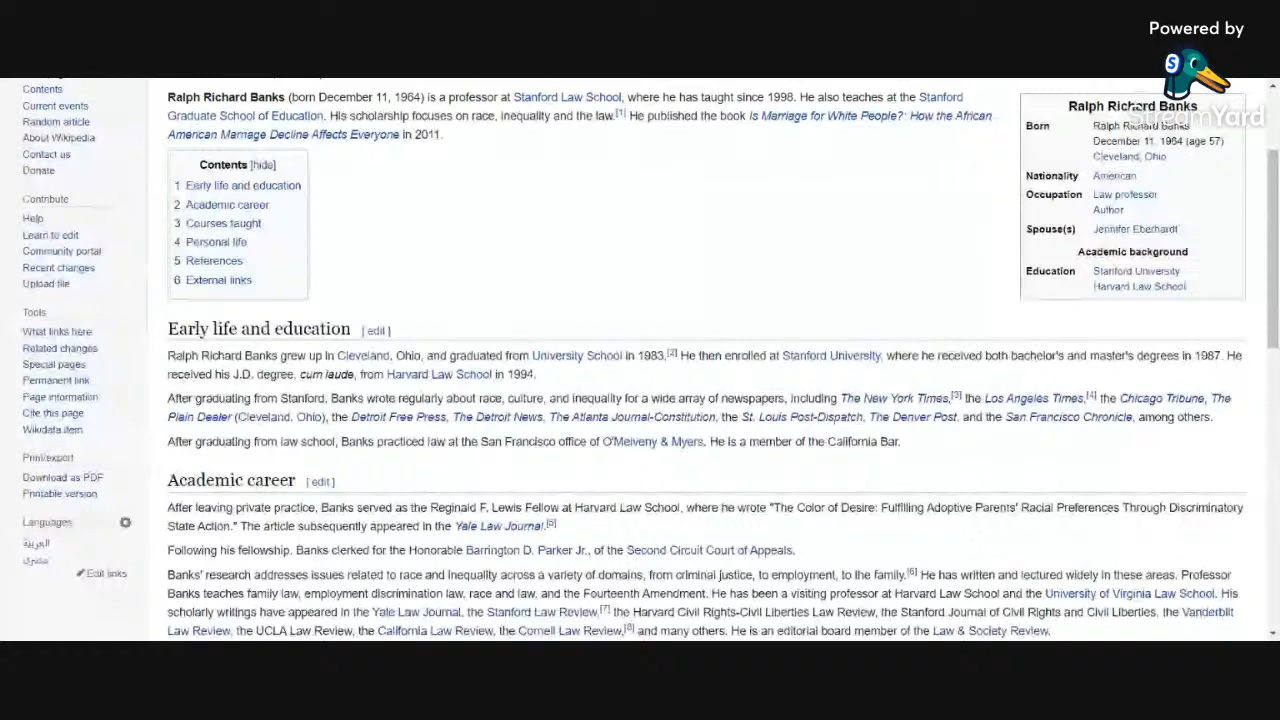 Powered by
StreamYard
Contents
Current events
Random article
About Wikipedia
Contact us
Donate
Contribute
Help
Learn to edit
Community portal
Recent changes
Upload file
Tools
What links here
Related changes
Special pages
Permanent link
Page information
Cite this page
Wikidata item
Print/export
Download as PDF
Printable version
Languages
العربية
مصرى
Edit links
Ralph Richard Banks (born December 11, 1964) is a professor at Stanford Law School, where he has taught since 1998. He also teaches at the Stanford
Graduate School of Education. His scholarship focuses on race, inequality and the law.[1] He published the book Is Marriage for White People?: How the African
American Marriage Decline Affects Everyone in 2011.
Contents [hide]
1 Early life and education
2 Academic career
3 Courses taught
4 Personal life
5 References
6 External links
Ralph Richard Banks
Born Ralph Richard Banks
December 11, 1964 (age 57)
Cleveland, Ohio
Nationality American
Occupation Law professor
Author
Spouse(s) Jennifer Eberhardt
Academic background
Education Stanford University
Harvard Law School
Early life and education [ edit ]
Ralph Richard Banks grew up in Cleveland, Ohio, and graduated from University School in 1983.[2] He then enrolled at Stanford University, where he received both bachelor's and master's degrees in 1987. He
received his J.D. degree, cum laude, from Harvard Law School in 1994.
After graduating from Stanford, Banks wrote regularly about race, culture, and inequality for a wide array of newspapers, including The New York Times,[3] the Los Angeles Times,[4] the Chicago Tribune, The
Plain Dealer (Cleveland, Ohio), the Detroit Free Press, The Detroit News, The Atlanta Journal-Constitution, the St. Louis Post-Dispatch, The Denver Post, and the San Francisco Chronicle, among others.
After graduating from law school, Banks practiced law at the San Francisco office of O'Melveny & Myers. He is a member of the California Bar.
Academic career [ edit ]
After leaving private practice, Banks served as the Reginald F. Lewis Fellow at Harvard Law School, where he wrote "The Color of Desire: Fulfilling Adoptive Parents' Racial Preferences Through Discriminatory
State Action." The article subsequently appeared in the Yale Law Journal.[5]
Following his fellowship, Banks clerked for the Honorable Barrington D. Parker Jr., of the Second Circuit Court of Appeals.
Banks' research addresses issues related to race and inequality across a variety of domains, from criminal justice, to employment, to the family.[6] He has written and lectured widely in these areas. Professor
Banks teaches family law, employment discrimination law, race and law, and the Fourteenth Amendment. He has been a visiting professor at Harvard Law School and the University of Virginia Law School. His
scholarly writings have appeared in the Yale Law Journal, the Stanford Law Review,[7] the Harvard Civil Rights-Civil Liberties Law Review, the Stanford Journal of Civil Rights and Civil Liberties, the Vanderbilt
Law Review, the UCLA Law Review, the California Law Review, the Cornell Law Review,[8] and many others. He is an editorial board member of the Law & Society Review.